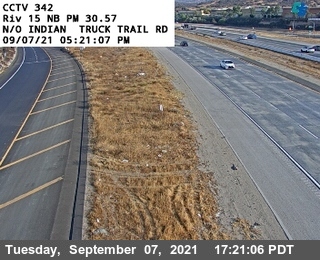 CCTV 342
Riv 15 NB PM 30.57
N/O INDIAN TRUCK TRAIL RD
09/07/21 05:21:07 PM
Tuesday, September 07, 2021 17:21:06 PDT